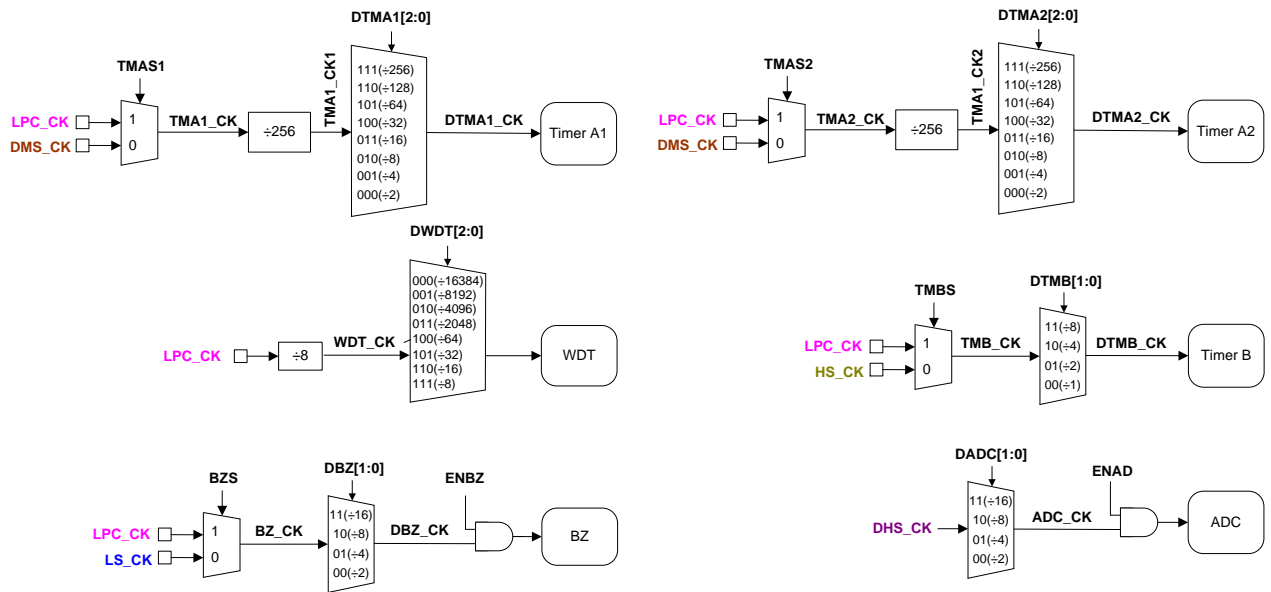 DTMA1[2:0]
TMAS1
LPC_CK
DMS_CK
1
0
TMA1_CK
÷256
TMA1_CK1
111(÷256)
110(÷128)
101(÷64)
100(÷32)
011(÷16)
010(÷8)
001(÷4)
000(÷2)
DTMA1_CK
Timer A1
DTMA2[2:0]
TMAS2
LPC_CK
DMS_CK
1
0
TMA2_CK
÷256
TMA1_CK2
111(÷256)
110(÷128)
101(÷64)
100(÷32)
011(÷16)
010(÷8)
001(÷4)
000(÷2)
DTMA2_CK
Timer A2
DWDT[2:0]
LPC_CK
÷8
WDT_CK
000(÷16384)
001(÷8192)
010(÷4096)
011(÷2048)
100(÷64)
101(÷32)
110(÷16)
111(÷8)
WDT
TMBS
DTMB[1:0]
LPC_CK
HS_CK
1
0
TMB_CK
11(÷8)
10(÷4)
01(÷2)
00(÷1)
DTMB_CK
Timer B
BZS
DBZ[1:0]
ENBZ
LPC_CK
LS_CK
1
0
BZ_CK
11(÷16)
10(÷8)
01(÷4)
00(÷2)
DBZ_CK
BZ
DADC[1:0]
ENAD
DHS_CK
11(÷16)
10(÷8)
01(÷4)
00(÷2)
ADC_CK
ADC